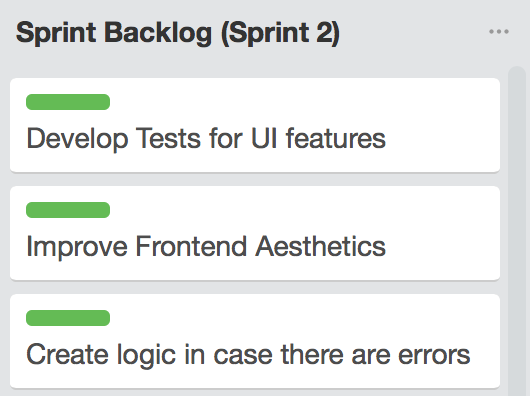 Sprint Backlog (Sprint 2)
Develop Tests for UI features
Improve Frontend Aesthetics
Create logic in case there are errors